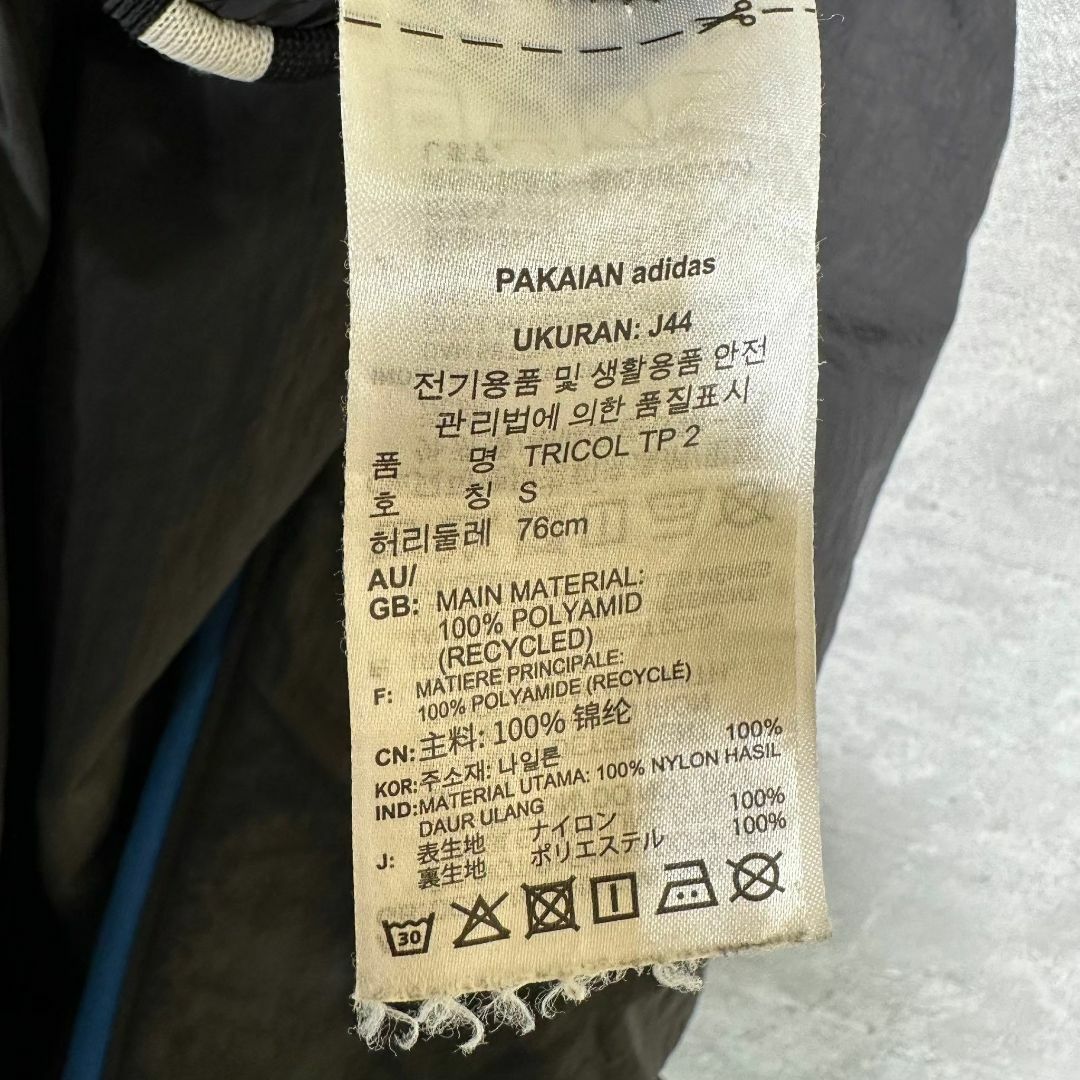 PAKAIAN adidas
UKURAN: J44
전기용품 및 생활용품 안전
관리법에 의한 품질표시
품 명 TRICOL TP 2
호 칭 S
허리둘레 76cm
AU/
GB: MAIN MATERIAL:
100% POLYAMID
(RECYCLED)
F: MATIERE PRINCIPALE:
100% POLYAMIDE (RECYCLÉ)
CN: 主料: 100% 锦纶
KOR: 주소재: 나일론 100%
IND: MATERIAL UTAMA: 100% NYLON HASIL
DAUR ULANG
J: 表生地 ナイロン 100%
裏生地 ポリエステル 100%
30